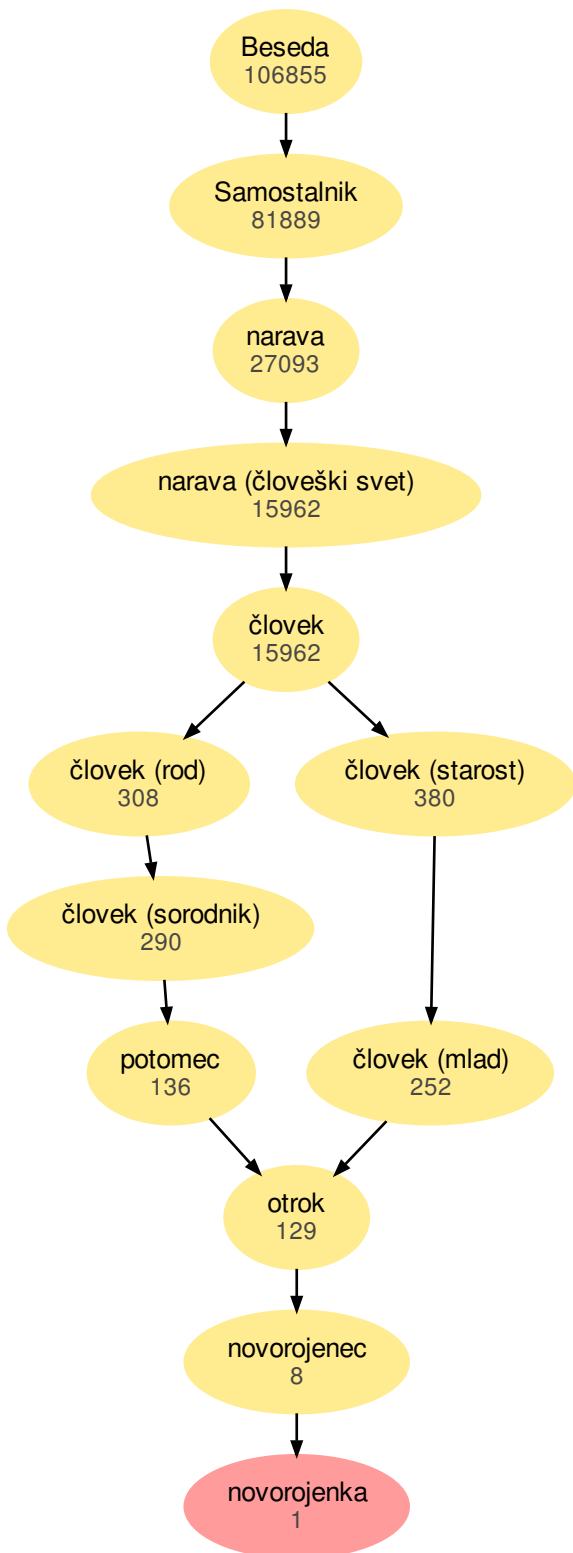 Beseda
106855
Samostalnik
81889
narava
27093
narava (človeški svet)
15962
človek
15962
človek (rod)
308
človek (starost)
380
človek (sorodnik)
290
potomec
136
človek (mlad)
252
otrok
129
novorojenec
8
novorojenka
1